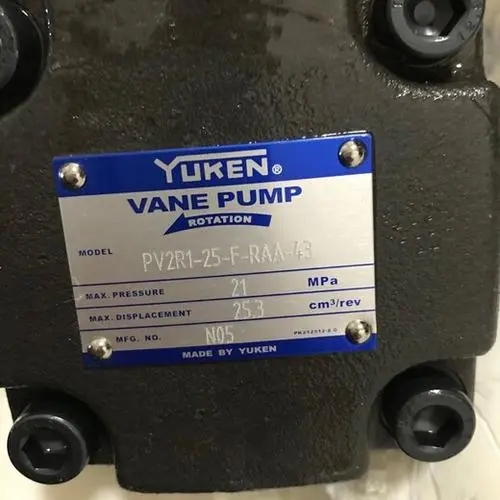 YUKEN®
VANE PUMP
ROTATION
MODEL PV2R1-25-F-RAA-43
MAX. PRESSURE 21 MPa
MAX. DISPLACEMENT 25.3 cm³/rev
MFG. NO. N05
MADE BY YUKEN